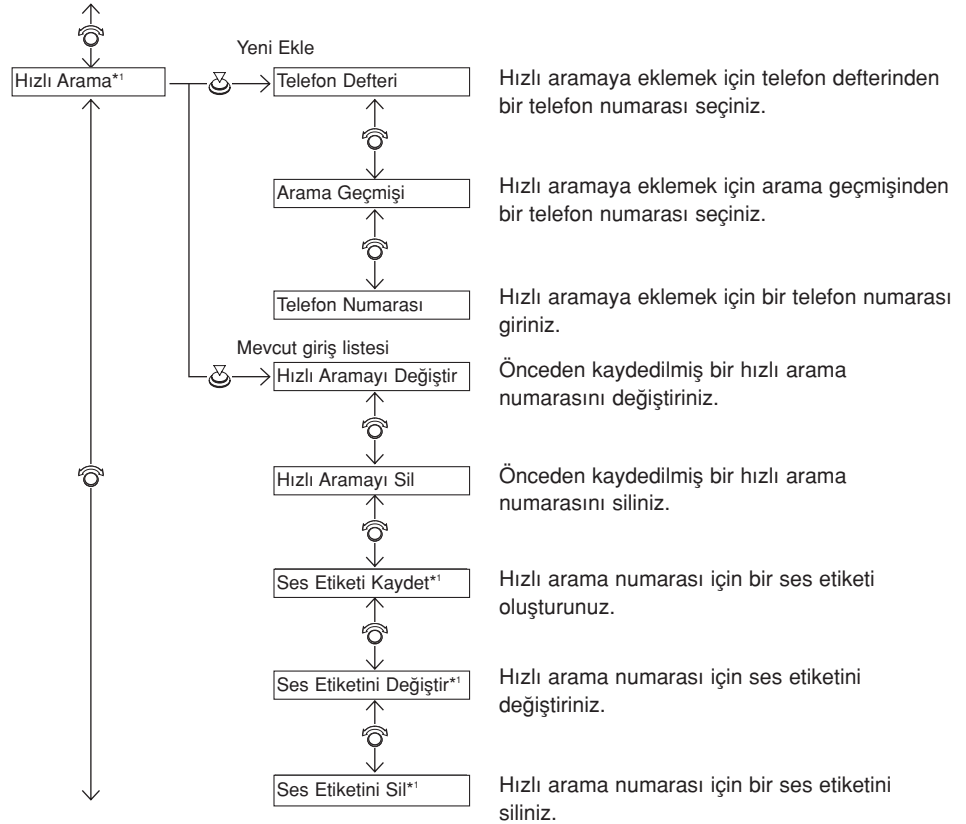 Yeni Ekle
Hızlı Arama*1
Telefon Defteri
Hızlı aramaya eklemek için telefon defterinden
bir telefon numarası seçiniz.
Arama Geçmişi
Hızlı aramaya eklemek için arama geçmişinden
bir telefon numarası seçiniz.
Telefon Numarası
Hızlı aramaya eklemek için bir telefon numarası
giriniz.
Mevcut giriş listesi
Hızlı Aramayı Değiştir
Önceden kaydedilmiş bir hızlı arama
numarasını değiştiriniz.
Hızlı Aramayı Sil
Önceden kaydedilmiş bir hızlı arama
numarasını siliniz.
Ses Etiketi Kaydet*1
Hızlı arama numarası için bir ses etiketi
oluşturunuz.
Ses Etiketini Değiştir*1
Hızlı arama numarası için ses etiketini
değiştiriniz.
Ses Etiketini Sil*1
Hızlı arama numarası için bir ses etiketini
siliniz.